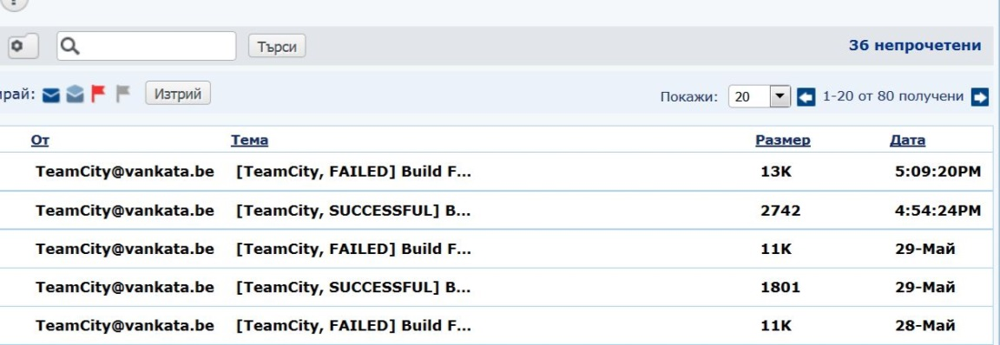 Търси 36 непрочетени
ирай: Изтрий Покажи: 20 1-20 от 80 получени
От Тема Размер Дата
TeamCity@vankata.be [TeamCity, FAILED] Build F... 13K 5:09:20PM
TeamCity@vankata.be [TeamCity, SUCCESSFUL] B... 2742 4:54:24PM
TeamCity@vankata.be [TeamCity, FAILED] Build F... 11K 29-Май
TeamCity@vankata.be [TeamCity, SUCCESSFUL] B... 1801 29-Май
TeamCity@vankata.be [TeamCity, FAILED] Build F... 11K 28-Май